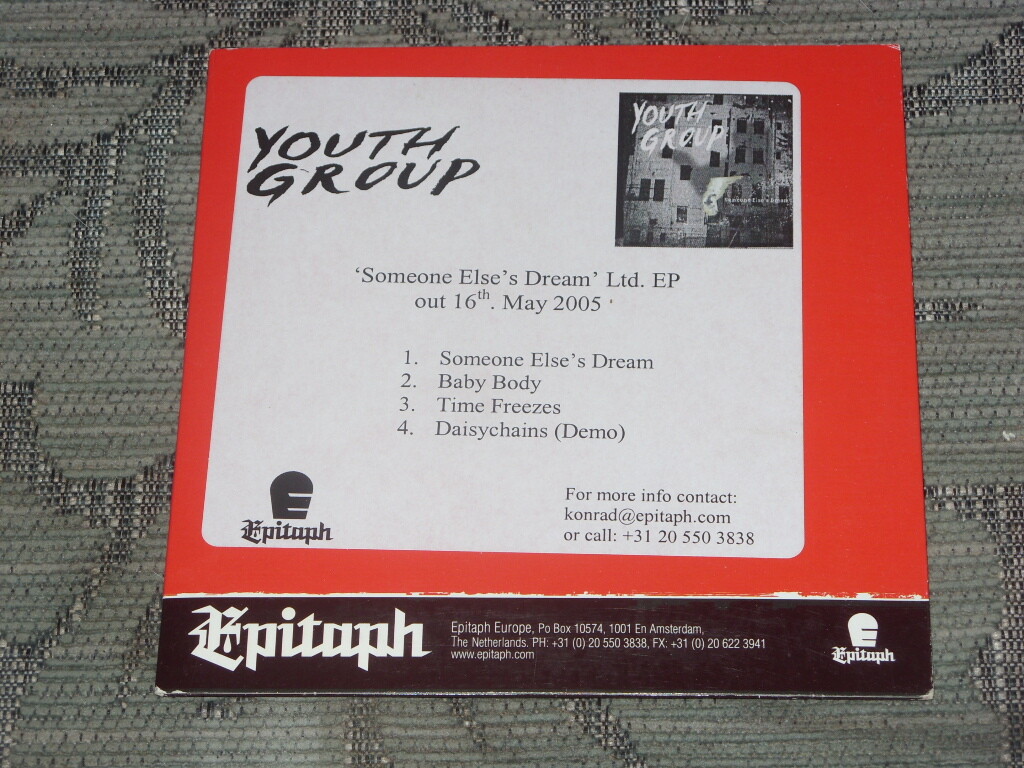 YOUTH
GROUP
YOUTH
GROUP
Someone Else's Dream
'Someone Else's Dream' Ltd. EP
out 16th. May 2005
1. Someone Else's Dream
2. Baby Body
3. Time Freezes
4. Daisychains (Demo)
Epitaph
For more info contact:
konrad@epitaph.com
or call: +31 20 550 3838
Epitaph
Epitaph Europe, Po Box 10574, 1001 En Amsterdam,
The Netherlands. PH: +31 (0) 20 550 3838, FX: +31 (0) 20 622 3941
www.epitaph.com
Epitaph